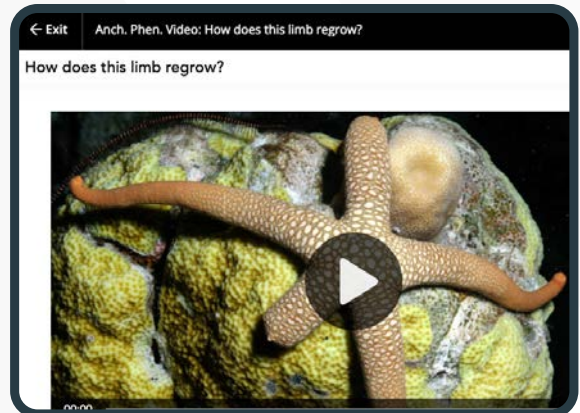 ← Exit Anch. Phen. Video: How does this limb regrow?
How does this limb regrow?
00:00